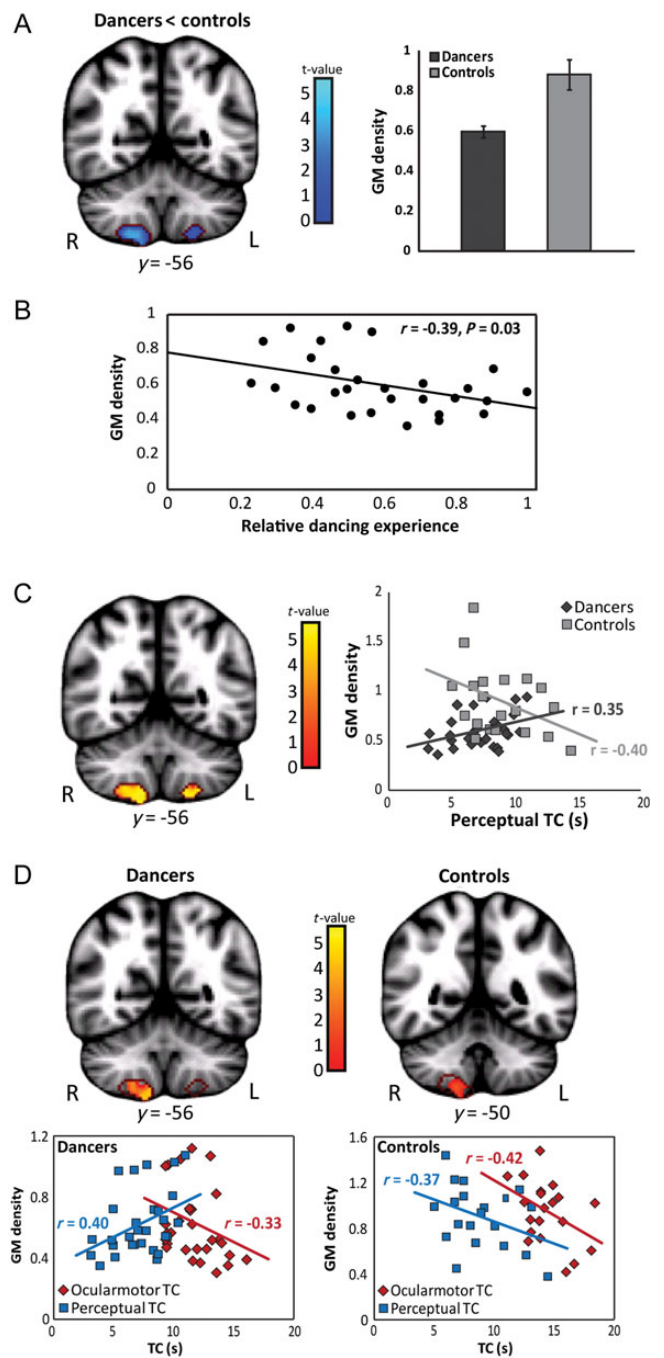 A
Dancers < controls
t-value
5
4
3
2
1
0
R
L
y = -56
GM density
1
0.8
0.6
0.4
0.2
0
Dancers
Controls
B
GM density
1
0.8
0.6
0.4
0.2
0
r = -0.39, P = 0.03
0
0.2
0.4
0.6
0.8
1
Relative dancing experience
C
t-value
5
4
3
2
1
0
R
L
y = -56
GM density
2
1.5
1
0.5
0
Dancers
Controls
r = 0.35
r = -0.40
0
5
10
15
20
Perceptual TC (s)
D
Dancers
Controls
t-value
5
4
3
2
1
0
R
L
y = -56
R
L
y = -50
GM density
1.2
0.8
0.4
0
Dancers
r = 0.40
r = -0.33
Ocularmotor TC
Perceptual TC
0
5
10
15
20
TC (s)
GM density
1.6
1.2
0.8
0.4
0
Controls
r = -0.42
r = -0.37
Ocularmotor TC
Perceptual TC
0
5
10
15
20
TC (s)